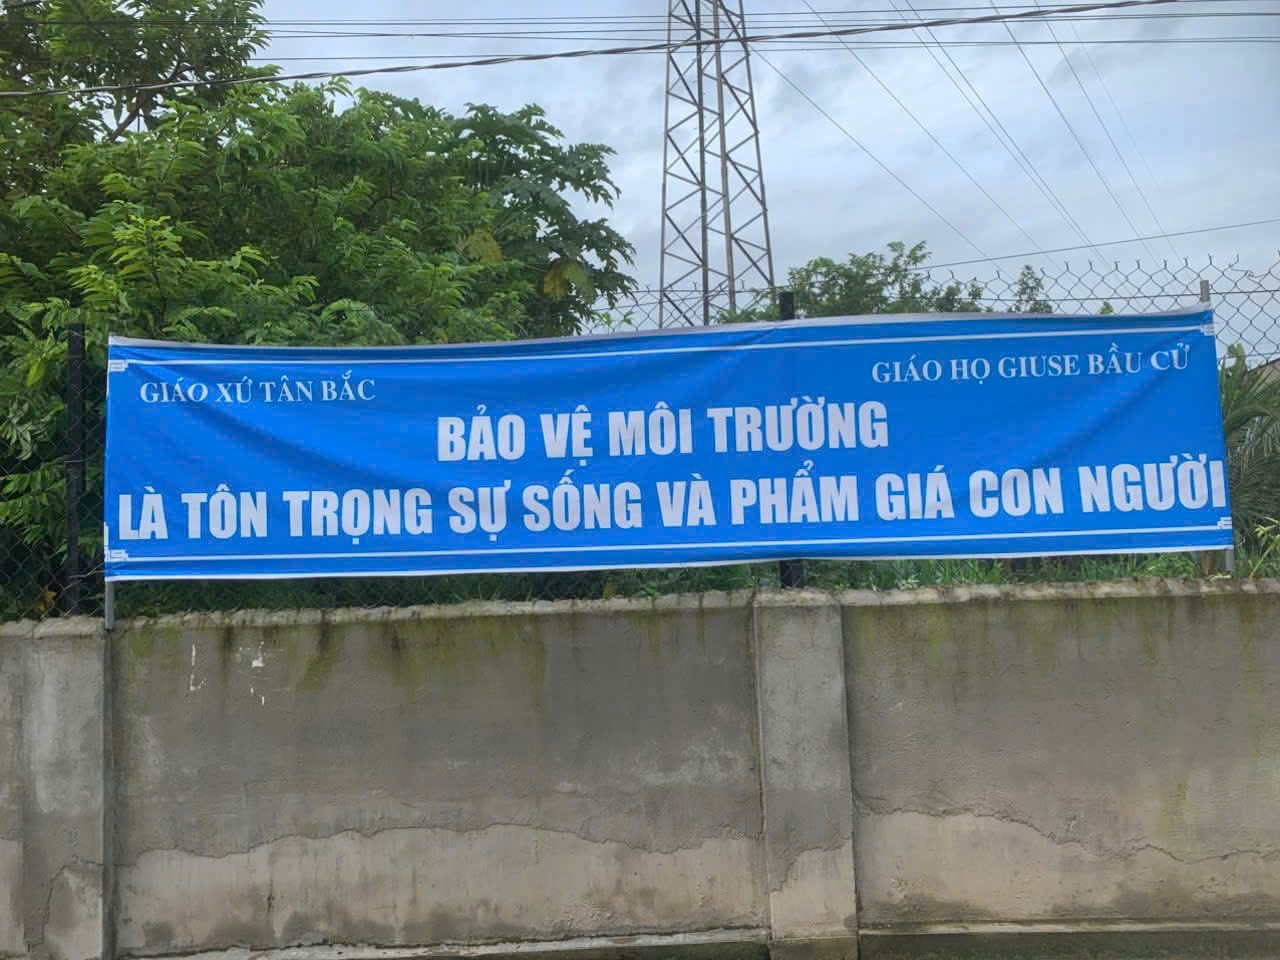 GIÁO XỨ TÂN BẮC
GIÁO HỌ GIUSE BẦU CỬ
BẢO VỆ MÔI TRƯỜNG
LÀ TÔN TRỌNG SỰ SỐNG VÀ PHẨM GIÁ CON NGƯỜI